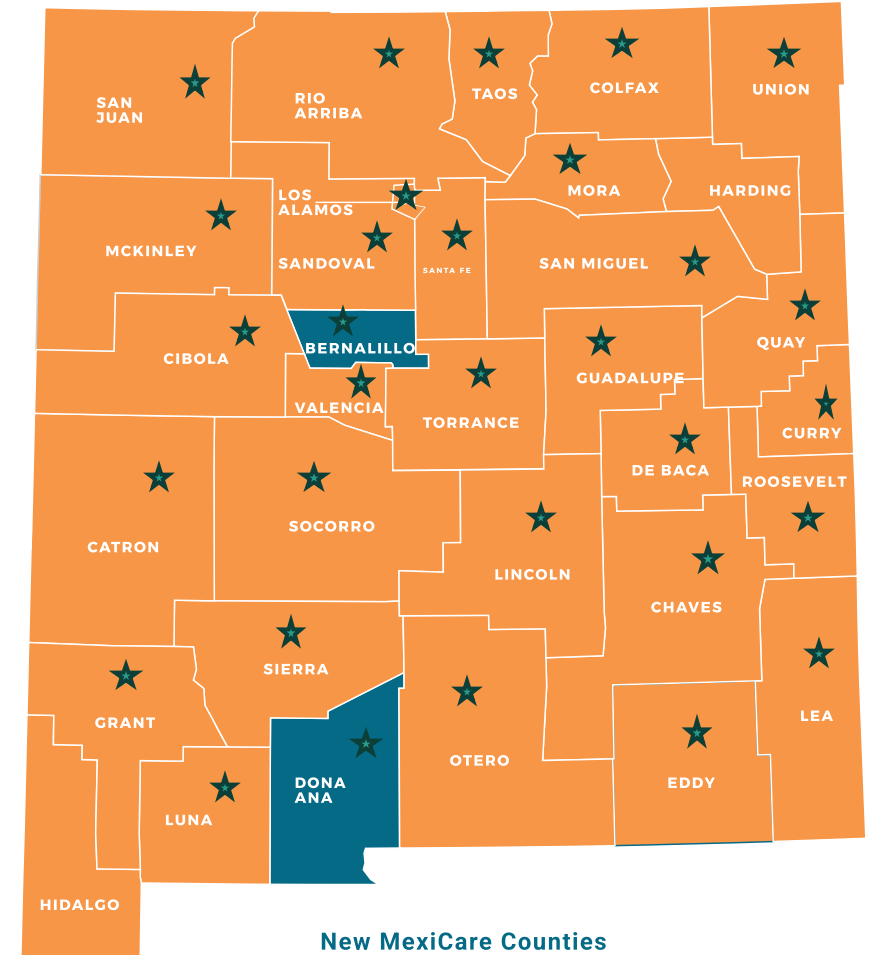 SAN
JUAN
RIO
ARRIBA
TAOS
COLFAX
UNION
MORA
HARDING
LOS
ALAMOS
MCKINLEY
SANDOVAL
SANTA FE
SAN MIGUEL
QUAY
CIBOLA
BERNALILLO
GUADALUPE
VALENCIA
TORRANCE
CURRY
DE BACA
ROOSEVELT
CATRON
SOCORRO
LINCOLN
CHAVES
SIERRA
GRANT
LEA
OTERO
EDDY
DONA
ANA
LUNA
HIDALGO
New MexiCare Counties